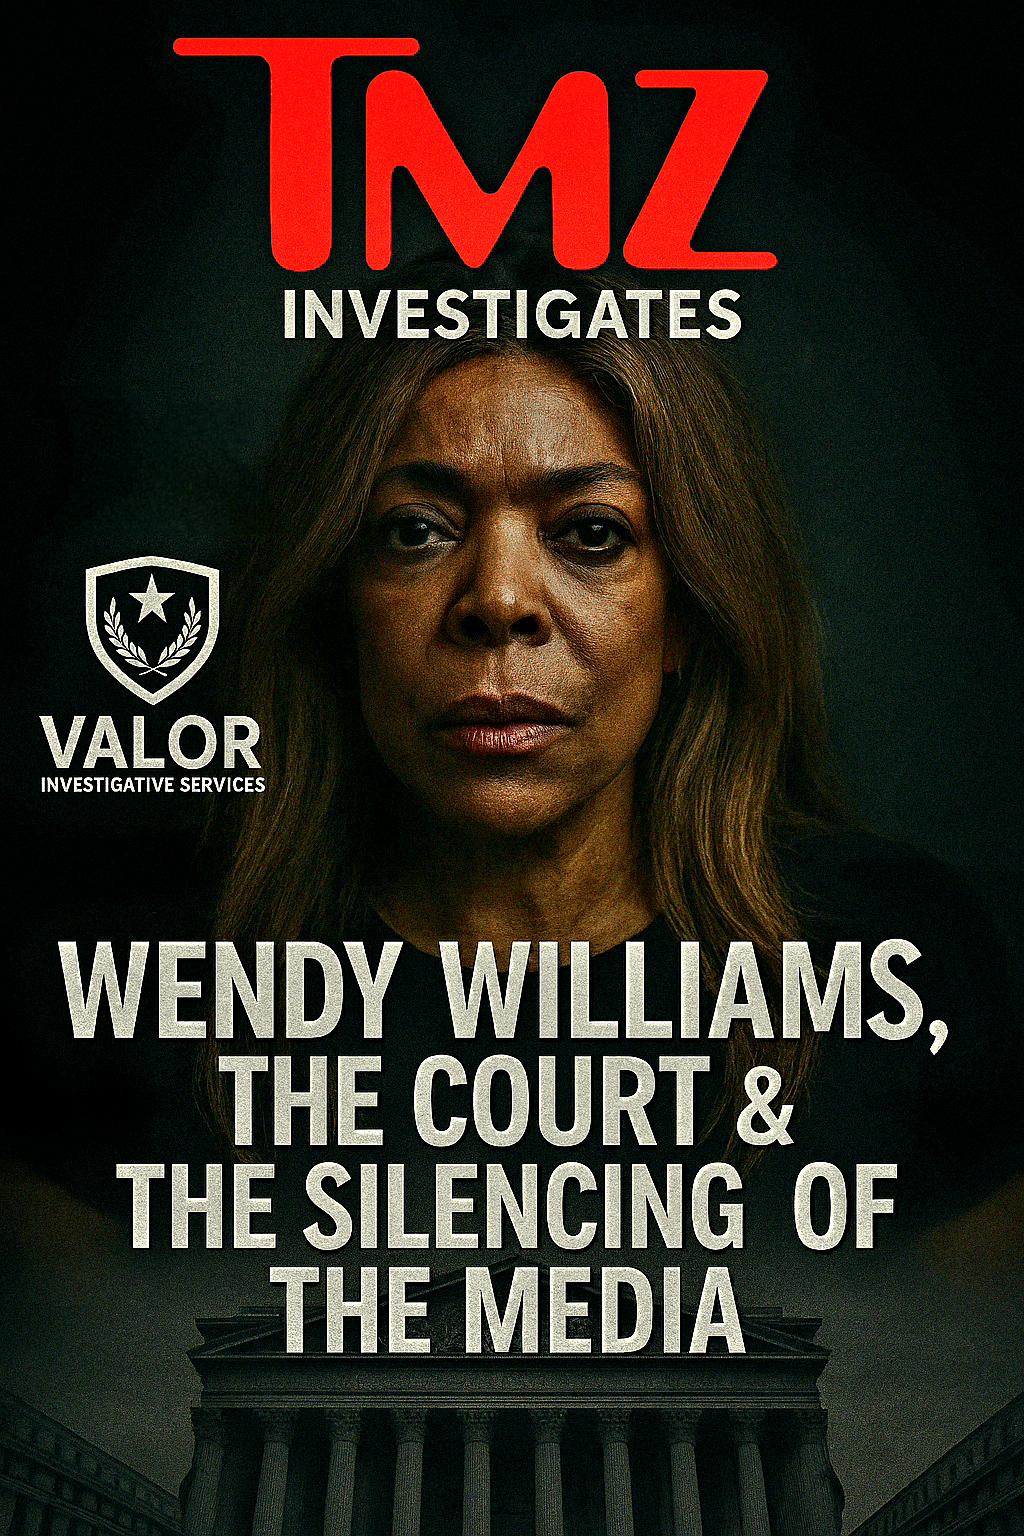 TMZ
INVESTIGATES
VALOR
INVESTIGATIVE SERVICES
WENDY WILLIAMS,
THE COURT &
THE SILENCING OF
THE MEDIA